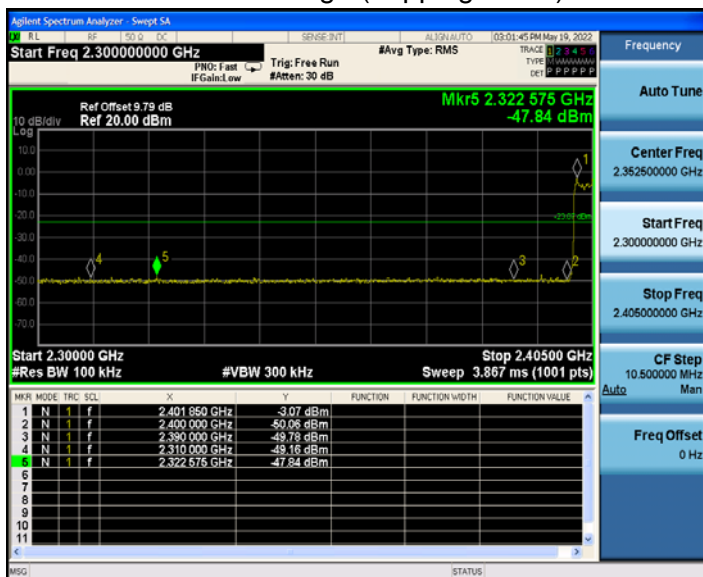 Agilent Spectrum Analyzer - Swept SA
RL RF 50 Ω DC SENSE:INT ALIGN AUTO 03:01:45 PM May 19, 2022
Start Freq 2.300000000 GHz
PNO: Fast
IFGain:Low
Trig: Free Run
#Atten: 30 dB
#Avg Type: RMS
TRACE 1 2 3 4 5 6
TYPE M W W W W W
DET P P P P P P
Ref Offset 9.79 dB
Ref 20.00 dBm
10 dB/div
Log
Mkr5 2.322 575 GHz
-47.84 dBm
10.0
0.00
-10.0
-20.0
-30.0
-40.0
-50.0
-60.0
-70.0
1
-23.07 dBm
4
5
3
2
Start 2.30000 GHz
Stop 2.40500 GHz
#Res BW 100 kHz
#VBW 300 kHz
Sweep 3.867 ms (1001 pts)
MKR MODE TRC SCL X Y FUNCTION FUNCTION WIDTH FUNCTION VALUE
1 N 1 f 2.401 850 GHz -3.07 dBm
2 N 1 f 2.400 000 GHz -50.06 dBm
3 N 1 f 2.390 000 GHz -49.78 dBm
4 N 1 f 2.310 000 GHz -49.16 dBm
5 N 1 f 2.322 575 GHz -47.84 dBm
6
7
8
9
10
11
MSG
STATUS
Frequency
Auto Tune
Center Freq
2.352500000 GHz
Start Freq
2.300000000 GHz
Stop Freq
2.405000000 GHz
CF Step
10.500000 MHz
Auto Man
Freq Offset
0 Hz